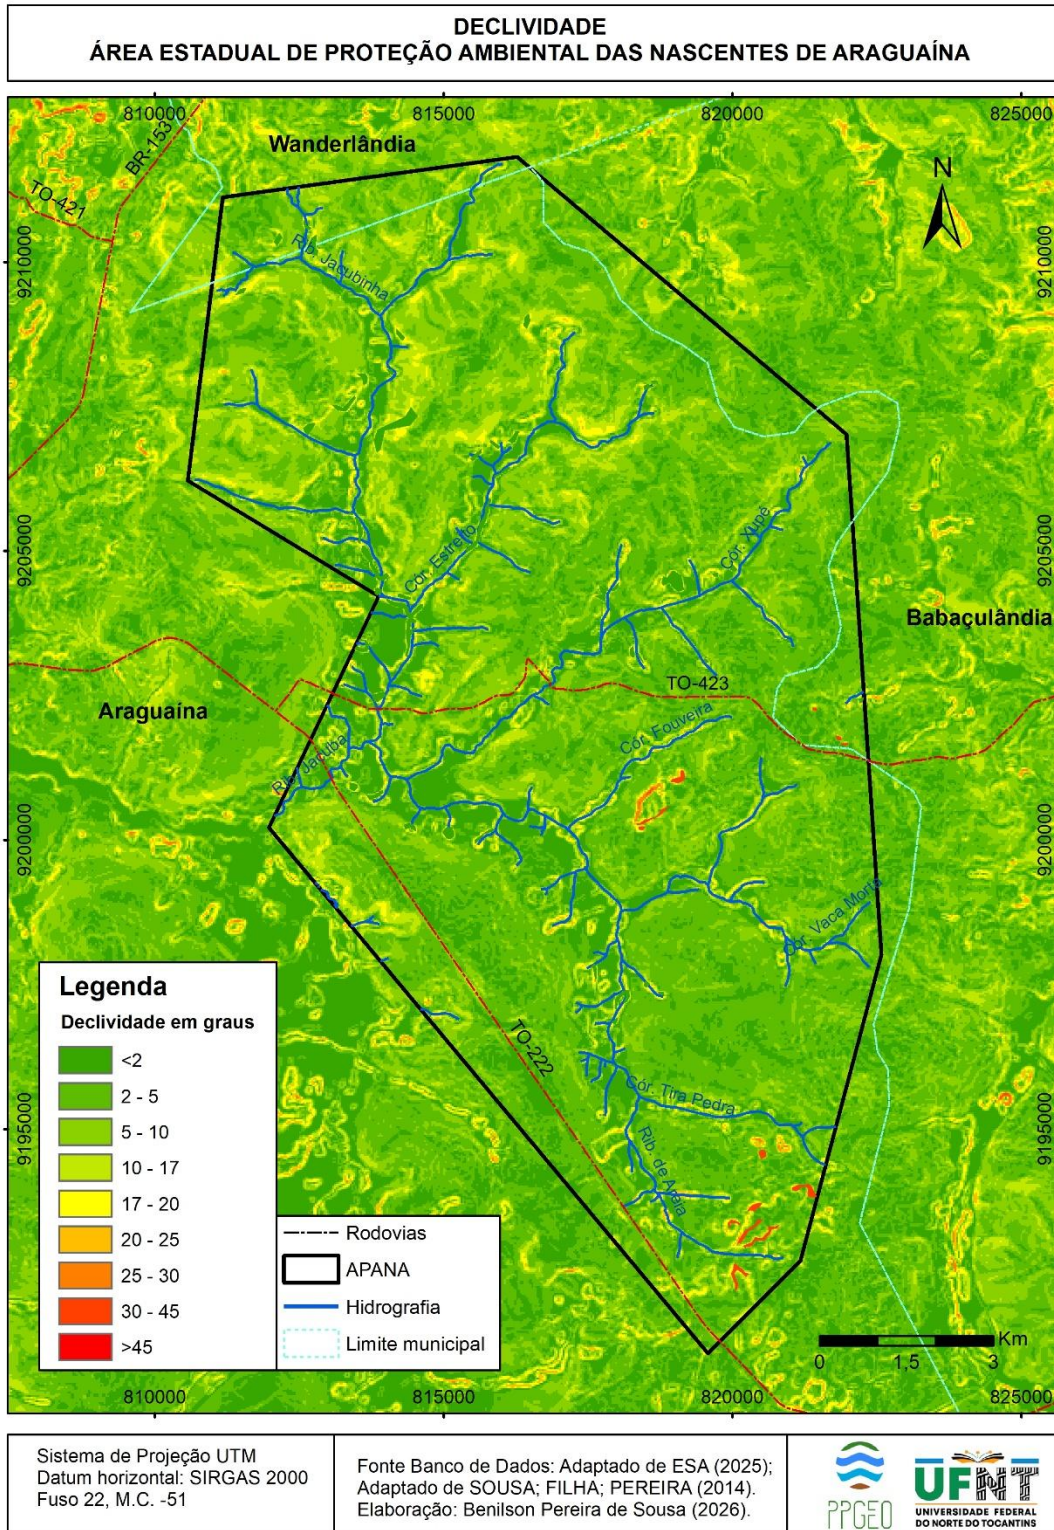 DECLIVIDADE
ÁREA ESTADUAL DE PROTEÇÃO AMBIENTAL DAS NASCENTES DE ARAGUAÍNA
810000
815000
820000
825000
Wanderlândia
BR-153
TO-421
N
9210000
9210000
Rib. Jacubinha
9205000
9205000
Cór. Estreito
Cór. Xupé
Babaçulândia
TO-423
Araguaína
Cór. Fouveira
Rib. Jacuba
9200000
9200000
Cór. Vaca Morta
TO-222
Cór. Tira Pedra
9195000
9195000
Rib. de Areia
Legenda
Declividade em graus
<2
2 - 5
5 - 10
10 - 17
17 - 20
20 - 25
25 - 30
30 - 45
>45
Rodovias
APANA
Hidrografia
Limite municipal
Km
0
1,5
3
810000
815000
820000
825000
Sistema de Projeção UTM
Datum horizontal: SIRGAS 2000
Fuso 22, M.C. -51
Fonte Banco de Dados: Adaptado de ESA (2025);
Adaptado de SOUSA; FILHA; PEREIRA (2014).
Elaboração: Benilson Pereira de Sousa (2026).
PPGEO
UFNT
UNIVERSIDADE FEDERAL
DO NORTE DO TOCANTINS